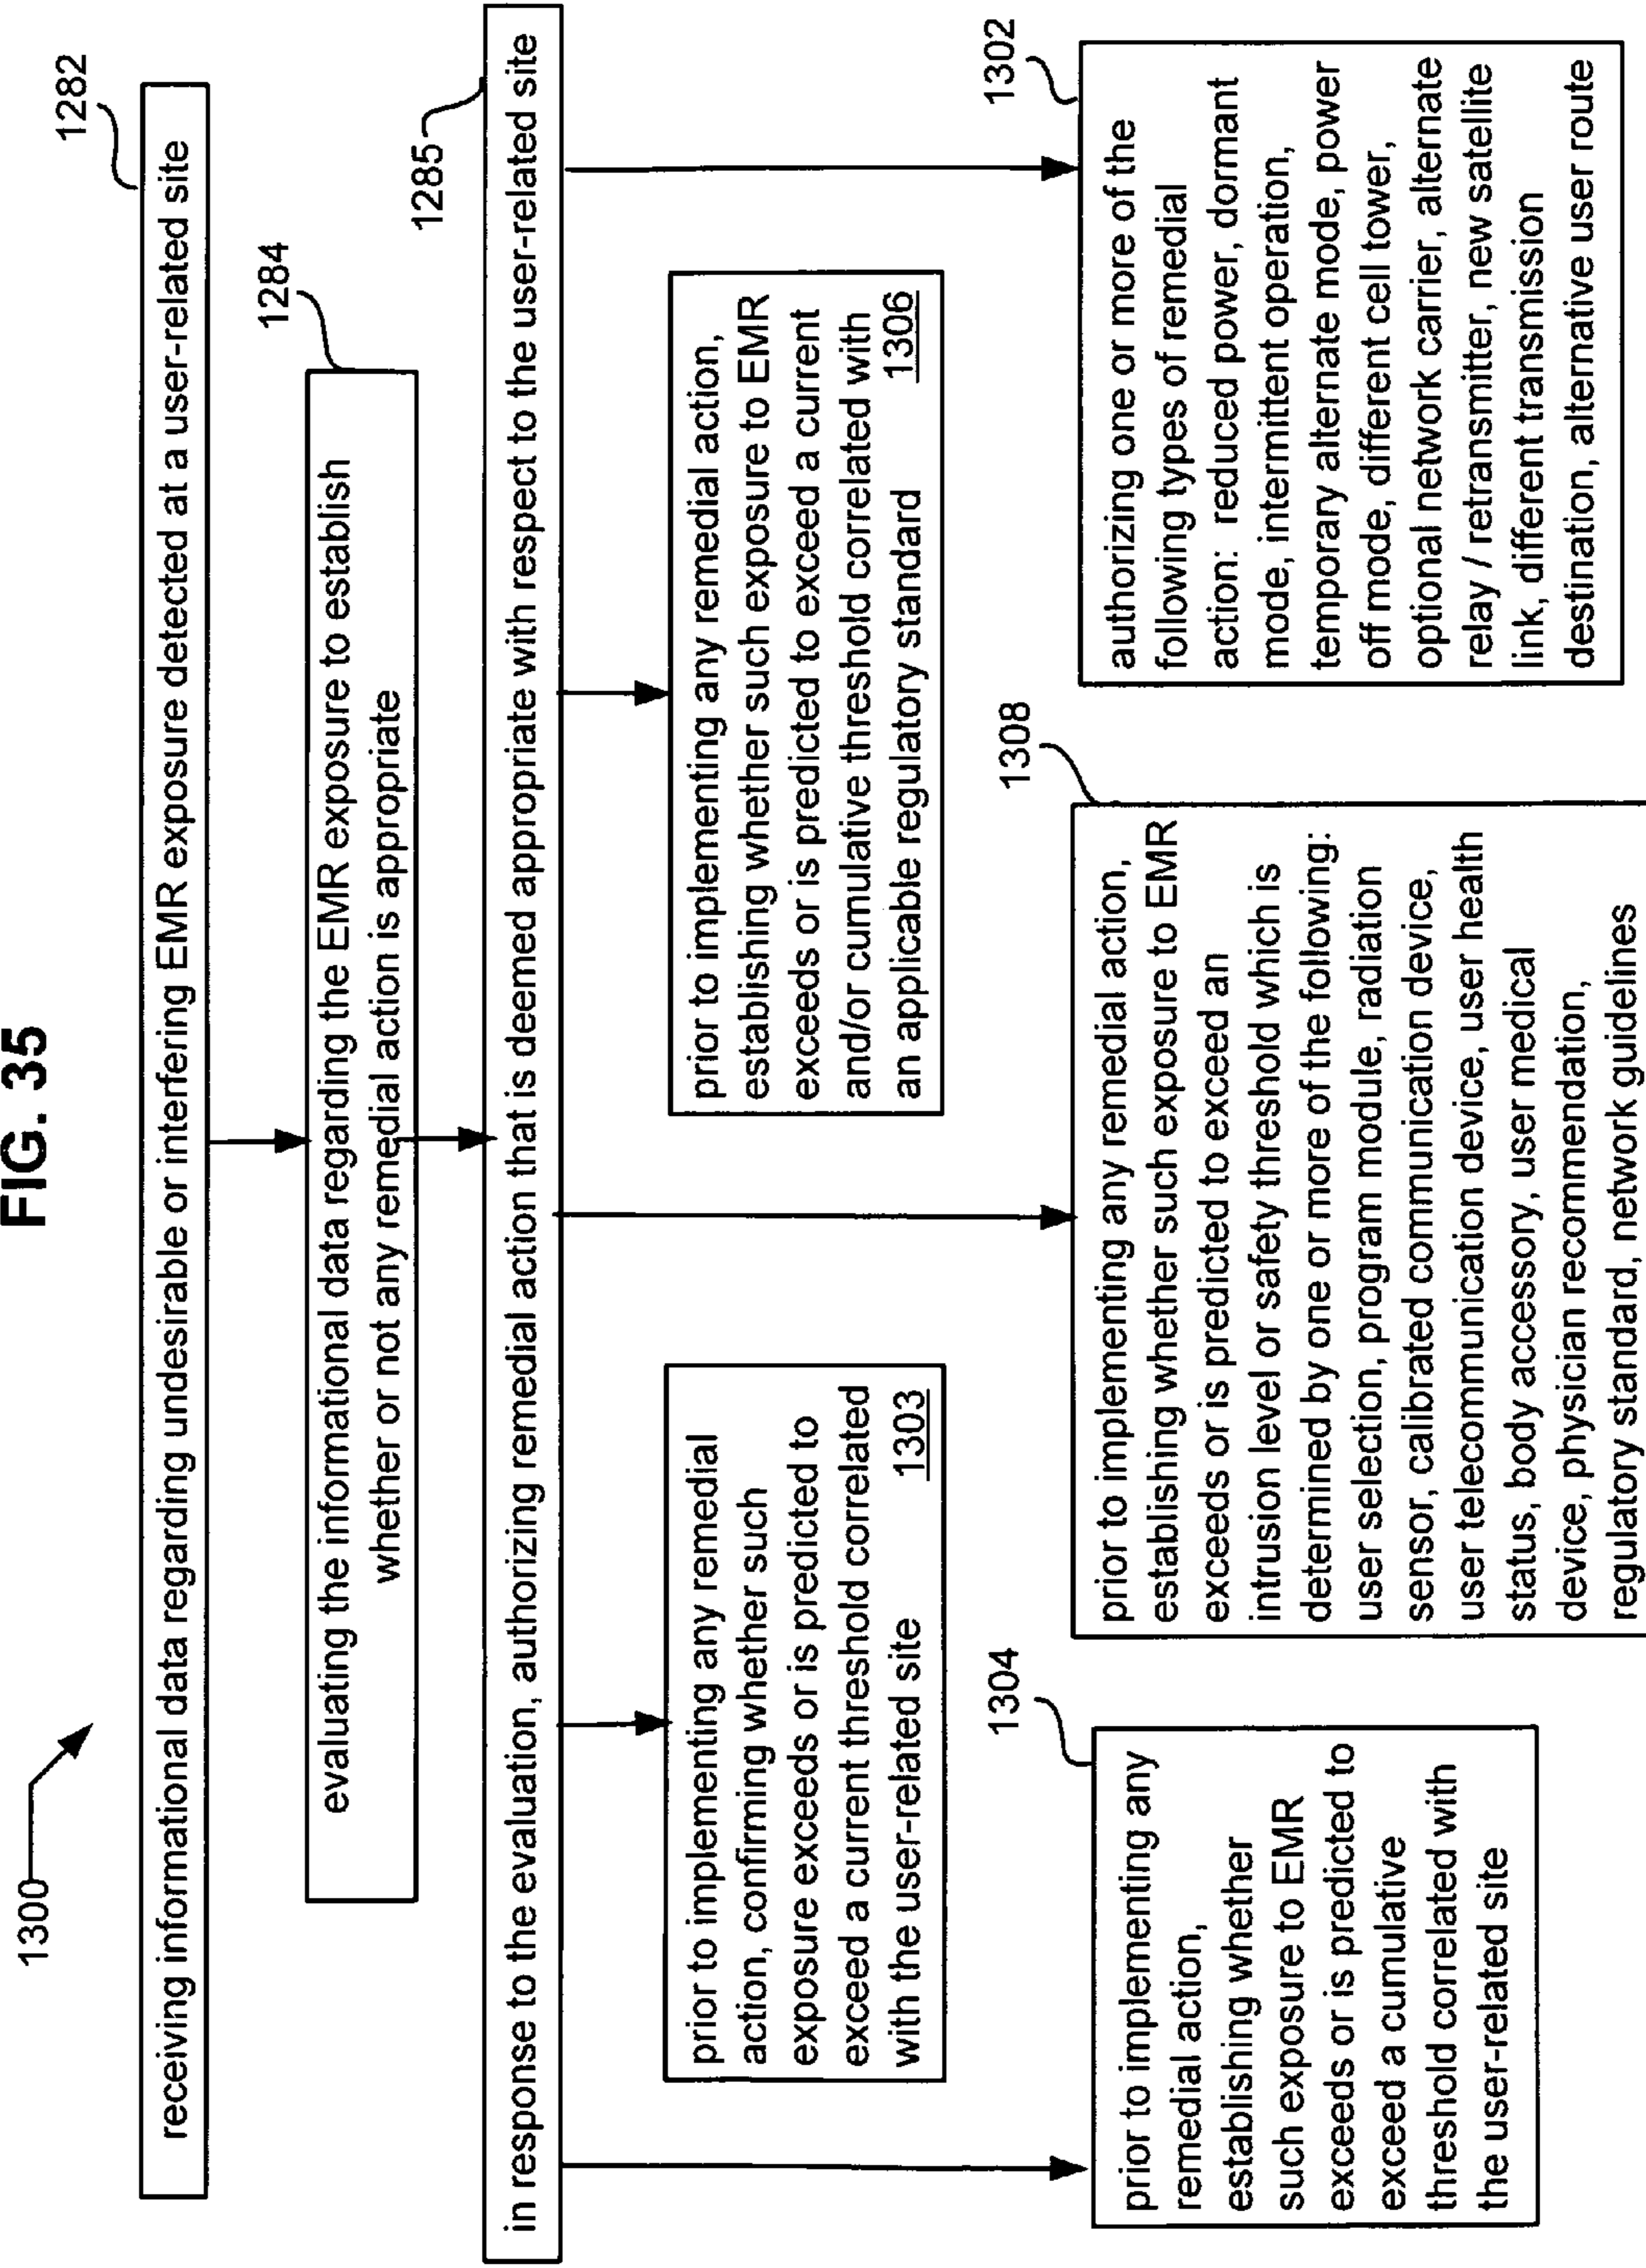 FIG. 35
1300
1282
receiving informational data regarding undesirable or interfering EMR exposure detected at a user-related site
1284
evaluating the informational data regarding the EMR exposure to establish
whether or not any remedial action is appropriate
1285
in response to the evaluation, authorizing remedial action that is deemed appropriate with respect to the user-related site
prior to implementing any remedial
action, confirming whether such
exposure exceeds or is predicted to
exceed a current threshold correlated
with the user-related site 1303
prior to implementing any remedial action,
establishing whether such exposure to EMR
exceeds or is predicted to exceed a current
and/or cumulative threshold correlated with
an applicable regulatory standard 1306
1304
prior to implementing any
remedial action,
establishing whether
such exposure to EMR
exceeds or is predicted to
exceed a cumulative
threshold correlated with
the user-related site
1308
prior to implementing any remedial action,
establishing whether such exposure to EMR
exceeds or is predicted to exceed an
intrusion level or safety threshold which is
determined by one or more of the following:
user selection, program module, radiation
sensor, calibrated communication device,
user telecommunication device, user health
status, body accessory, user medical
device, physician recommendation,
regulatory standard, network guidelines
1302
authorizing one or more of the
following types of remedial
action: reduced power, dormant
mode, intermittent operation,
temporary alternate mode, power
off mode, different cell tower,
optional network carrier, alternate
relay / retransmitter, new satellite
link, different transmission
destination, alternative user route